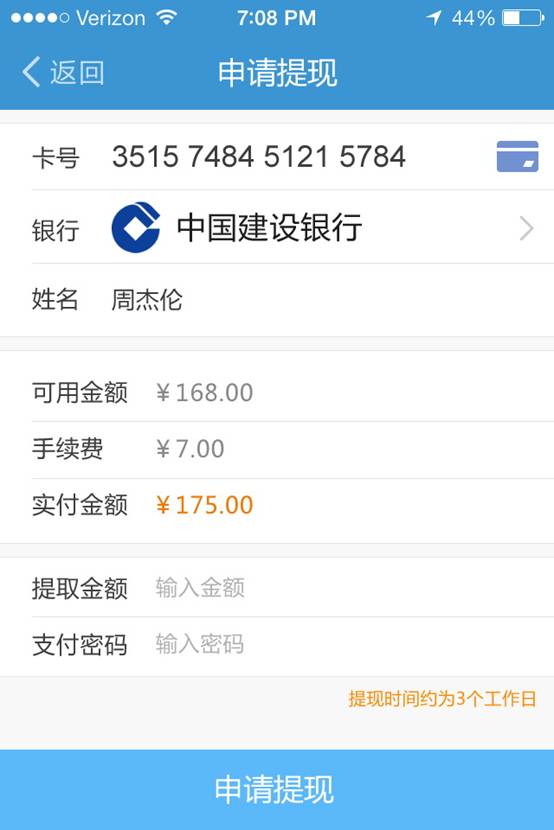 Verizon 7:08 PM 44%
返回 申请提现
卡号 3515 7484 5121 5784
银行 中国建设银行
姓名 周杰伦
可用金额 ¥168.00
手续费 ¥7.00
实付金额 ¥175.00
提取金额 输入金额
支付密码 输入密码
提现时间约为3个工作日
申请提现